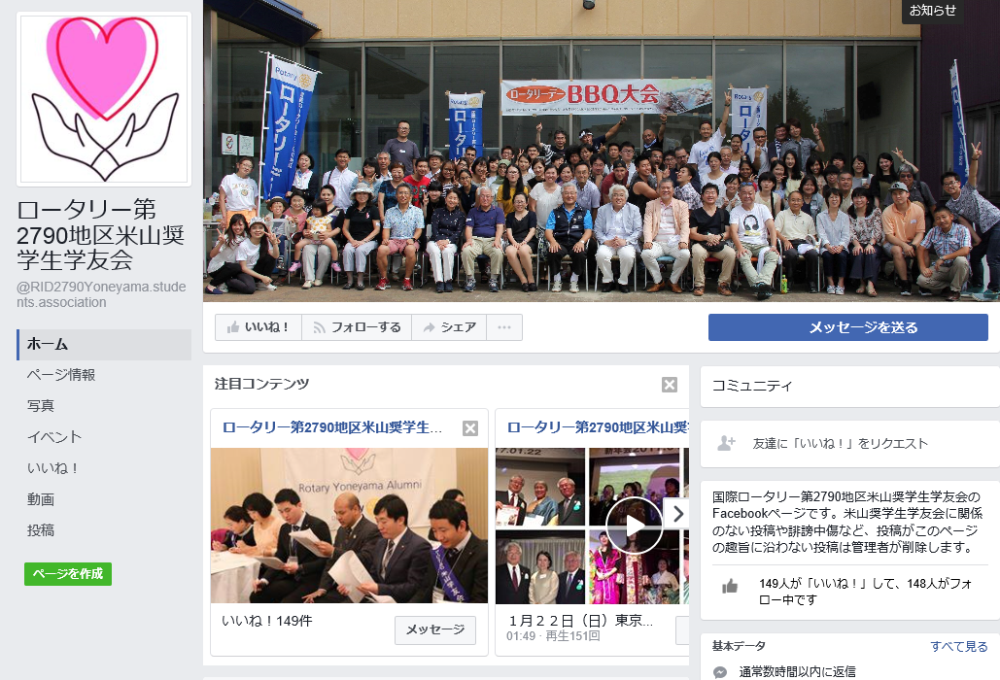 お知らせ
Rotary
ロータリーデー
BBQ大会
ロータリー第
2790地区米山奨
学生学友会
@RID2790Yoneyama.stude
nts.association
ホーム
ページ情報
写真
イベント
いいね！
動画
投稿
ページを作成
いいね！
フォローする
シェア
メッセージを送る
注目コンテンツ
ロータリー第2790地区米山奨学生...
Rotary Yoneyama Alumni
いいね！149件
メッセージ
ロータリー第2790地区米山奨
17.01.22
１月２２日（日）東京...
01:49 · 再生151回
コミュニティ
友達に「いいね！」をリクエスト
国際ロータリー第2790地区米山奨学生学友会の
Facebookページです。米山奨学生学友会に関係
のない投稿や誹謗中傷など、投稿がこのページ
の趣旨に沿わない投稿は管理者が削除します。
149人が「いいね！」して、148人がフォ
ロー中です
基本データ
すべて見る
通常数時間以内に返信